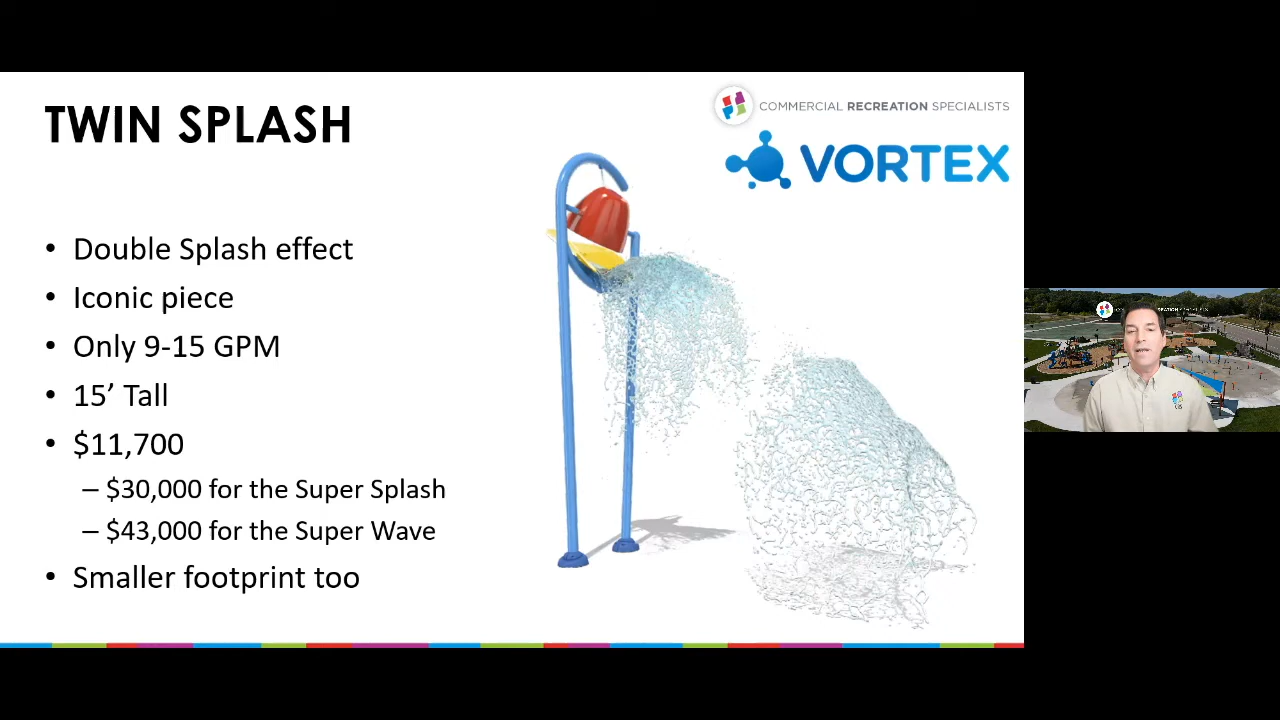 TWIN SPLASH
COMMERCIAL RECREATION SPECIALISTS
VORTEX
• Double Splash effect
• Iconic piece
• Only 9-15 GPM
• 15’ Tall
• $11,700
– $30,000 for the Super Splash
– $43,000 for the Super Wave
• Smaller footprint too